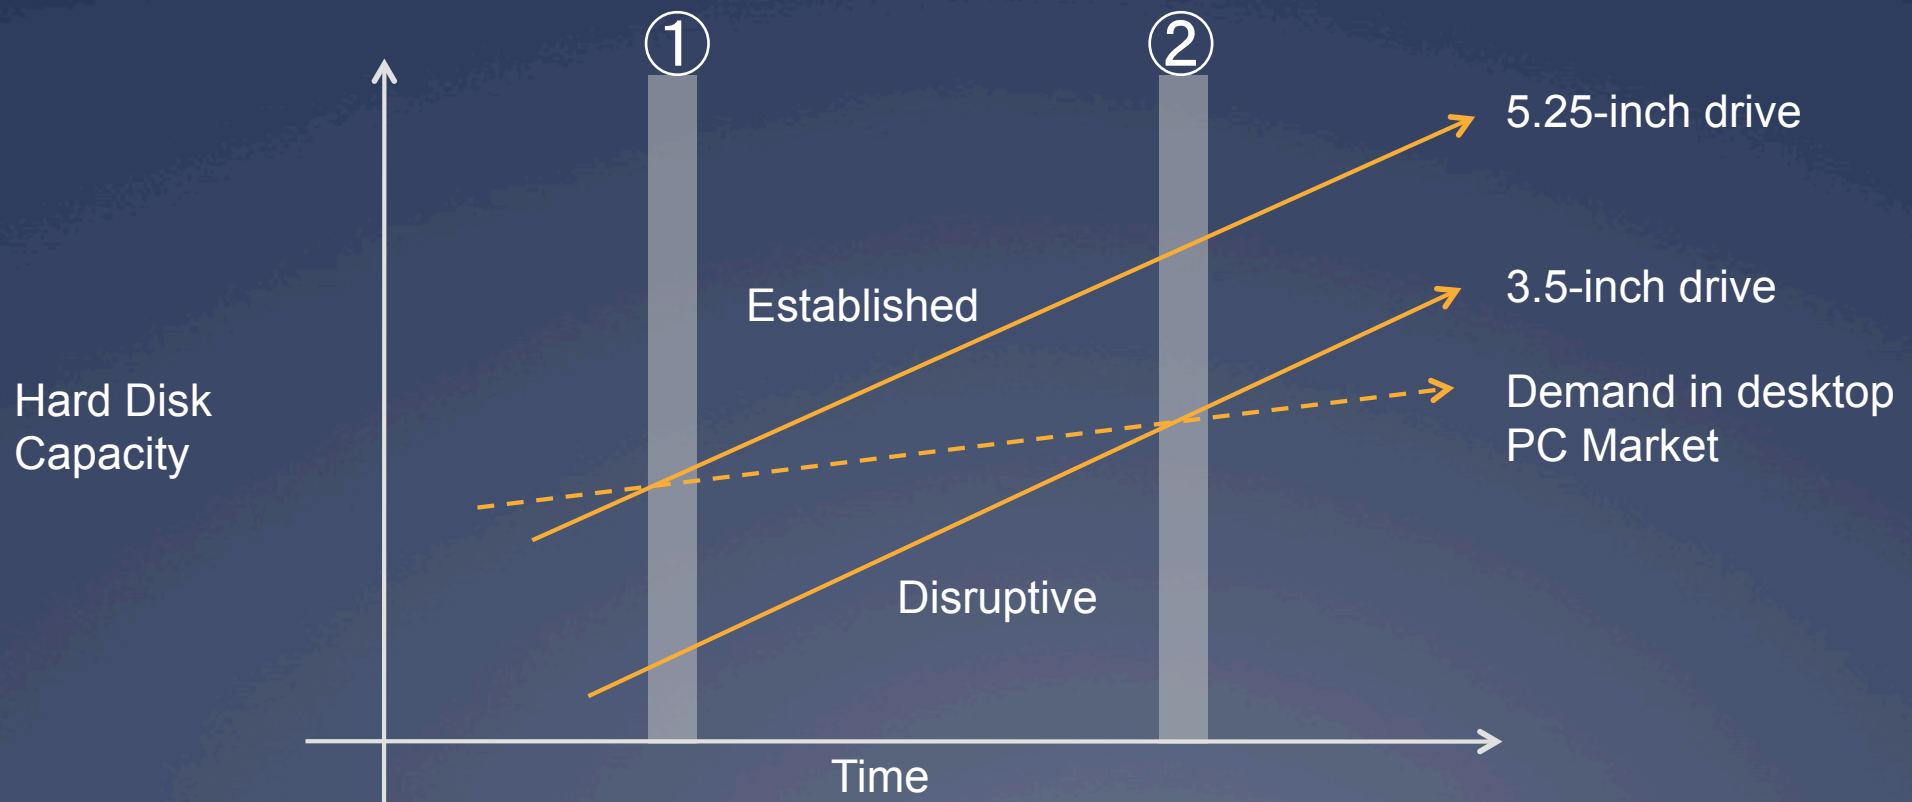 ①
②
5.25-inch drive
Established
3.5-inch drive
Hard Disk
Capacity
Demand in desktop
PC Market
Disruptive
Time